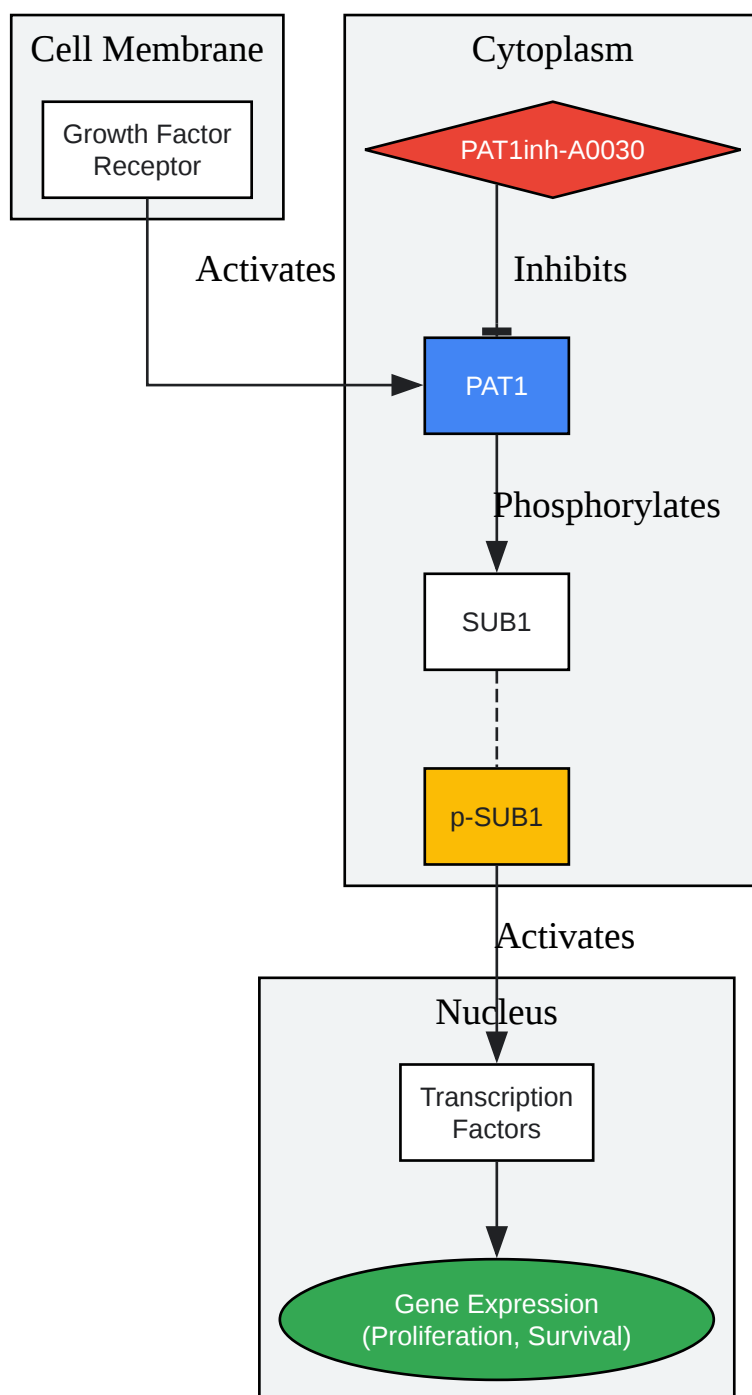 Cell Membrane
Growth Factor
Receptor
Cytoplasm
PAT1inh-A0030
Activates
Inhibits
PAT1
Phosphorylates
SUB1
p-SUB1
Activates
Nucleus
Transcription
Factors
Gene Expression
(Proliferation, Survival)